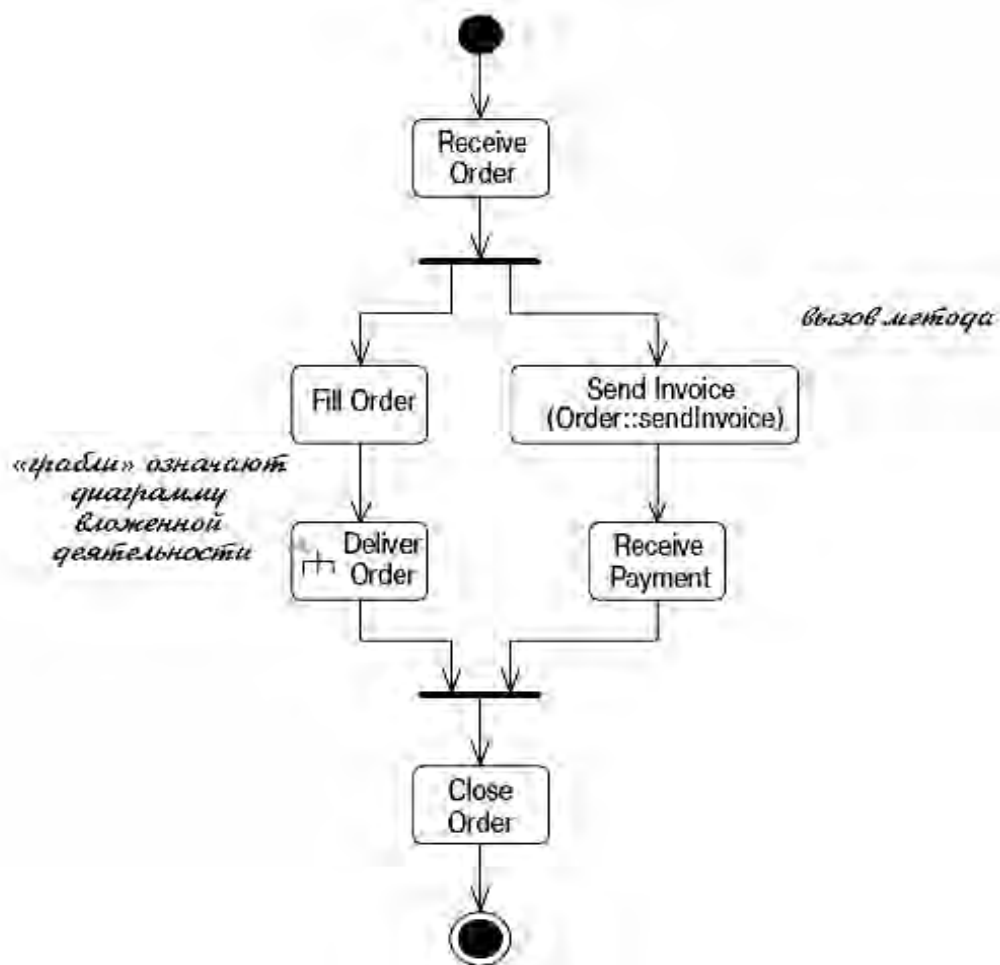 Receive
Order
вызов метода
Fill Order
Send Invoice
(Order::sendInvoice)
«грабли» означают
диаграмму
вложенной
деятельности
Deliver
Order
Receive
Payment
Close
Order